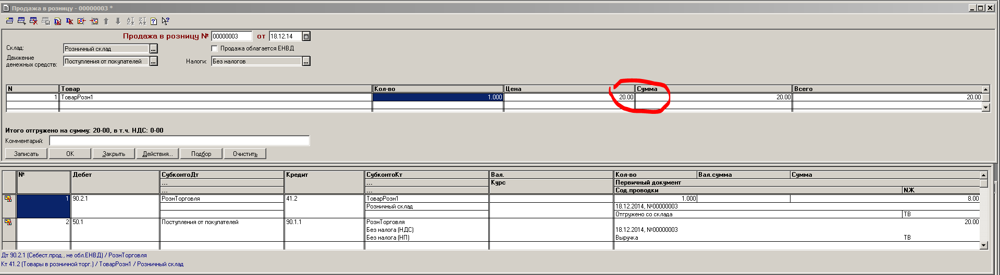 Продажа в розницу - 00000003 *
Продажа в розницу № 00000003 от 18.12.14
Склад: Розничный склад ... Продажа облагается ЕНВД
Движение денежных средств: Поступления от покупателей ... Налоги: Без налогов ...
N Товар Кол-во Цена Сумма Всего
1 ТоварРозн1 1.000 20.00 20.00 20.00
Итого отгружено на сумму: 20-00, в т.ч. НДС: 0-00
Комментарий:
Записать OK Закрыть Действия... Подбор Очистить
№ Дебет СубконтоДт Кредит СубконтоКт Вал. Кол-во Вал.сумма Сумма
... ... Курс Первичный документ
... ... Сод.проводки NЖ
1 90.2.1 РознТорговля 41.2 ТоварРозн1 1.000 8.00
Розничный склад 18.12.2014, №00000003
Отгружено со склада ТВ
2 50.1 Поступления от покупателей 90.1.1 РознТорговля 20.00
Без налога (НДС) 18.12.2014, №00000003
Без налога (НП) Выручка ТВ
Дт 90.2.1 (Себест.прод., не обл.ЕНВД) / РознТорговля
Кт 41.2 (Товары в розничной торг.) / ТоварРозн1 / Розничный склад